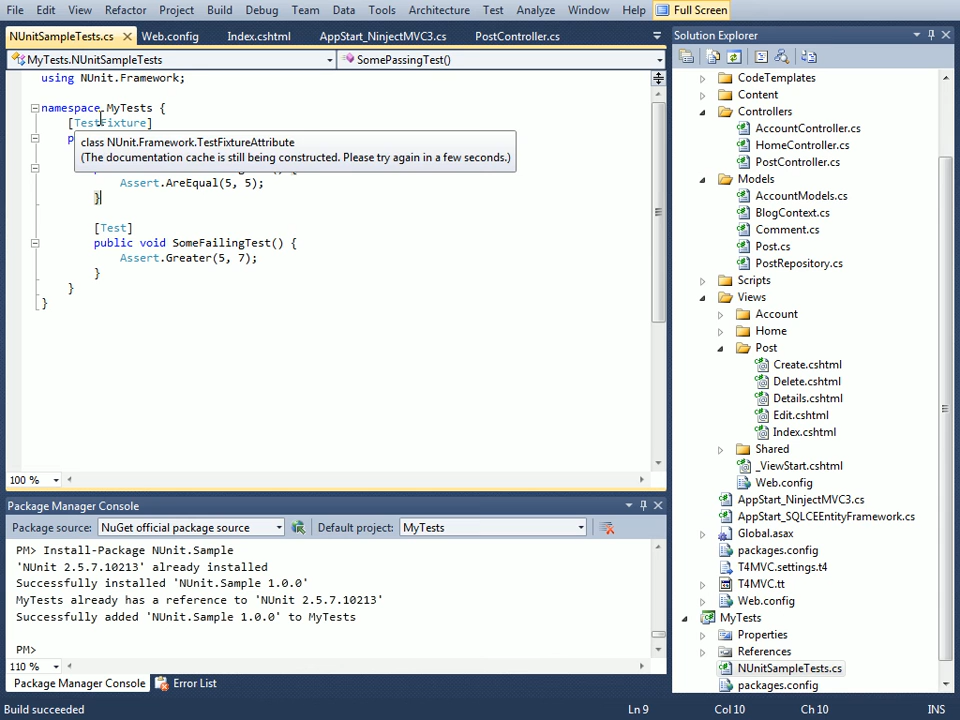 File Edit View Refactor Project Build Debug Team Data Tools Architecture Test Analyze Window Help Full Screen
NUnitSampleTests.cs Web.config Index.cshtml AppStart_NinjectMVC3.cs PostController.cs
MyTests.NUnitSampleTests SomePassingTest()
using NUnit.Framework;
namespace MyTests {
[TestFixture]
p
class NUnit.Framework.TestFixtureAttribute
(The documentation cache is still being constructed. Please try again in a few seconds.)
Assert.AreEqual(5, 5);
}
[Test]
public void SomeFailingTest() {
Assert.Greater(5, 7);
}
}
}
100 %
Package Manager Console
Package source: NuGet official package source Default project: MyTests
PM> Install-Package NUnit.Sample
'NUnit 2.5.7.10213' already installed
Successfully installed 'NUnit.Sample 1.0.0'
MyTests already has a reference to 'NUnit 2.5.7.10213'
Successfully added 'NUnit.Sample 1.0.0' to MyTests
PM>
110 %
Package Manager Console Error List
Solution Explorer
CodeTemplates
Content
Controllers
AccountController.cs
HomeController.cs
PostController.cs
Models
AccountModels.cs
BlogContext.cs
Comment.cs
Post.cs
PostRepository.cs
Scripts
Views
Account
Home
Post
Create.cshtml
Delete.cshtml
Details.cshtml
Edit.cshtml
Index.cshtml
Shared
_ViewStart.cshtml
Web.config
AppStart_NinjectMVC3.cs
AppStart_SQLCEEntityFramework.cs
Global.asax
packages.config
T4MVC.settings.t4
T4MVC.tt
Web.config
MyTests
Properties
References
NUnitSampleTests.cs
packages.config
Build succeeded Ln 9 Col 10 Ch 10 INS